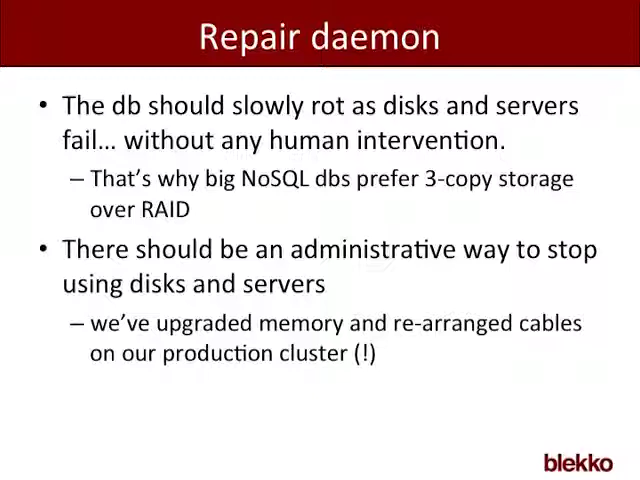 Repair daemon
• The db should slowly rot as disks and servers
fail… without any human intervention.
– That's why big NoSQL dbs prefer 3-copy storage
over RAID
• There should be an administrative way to stop
using disks and servers
– we've upgraded memory and re-arranged cables
on our production cluster (!)
blekko